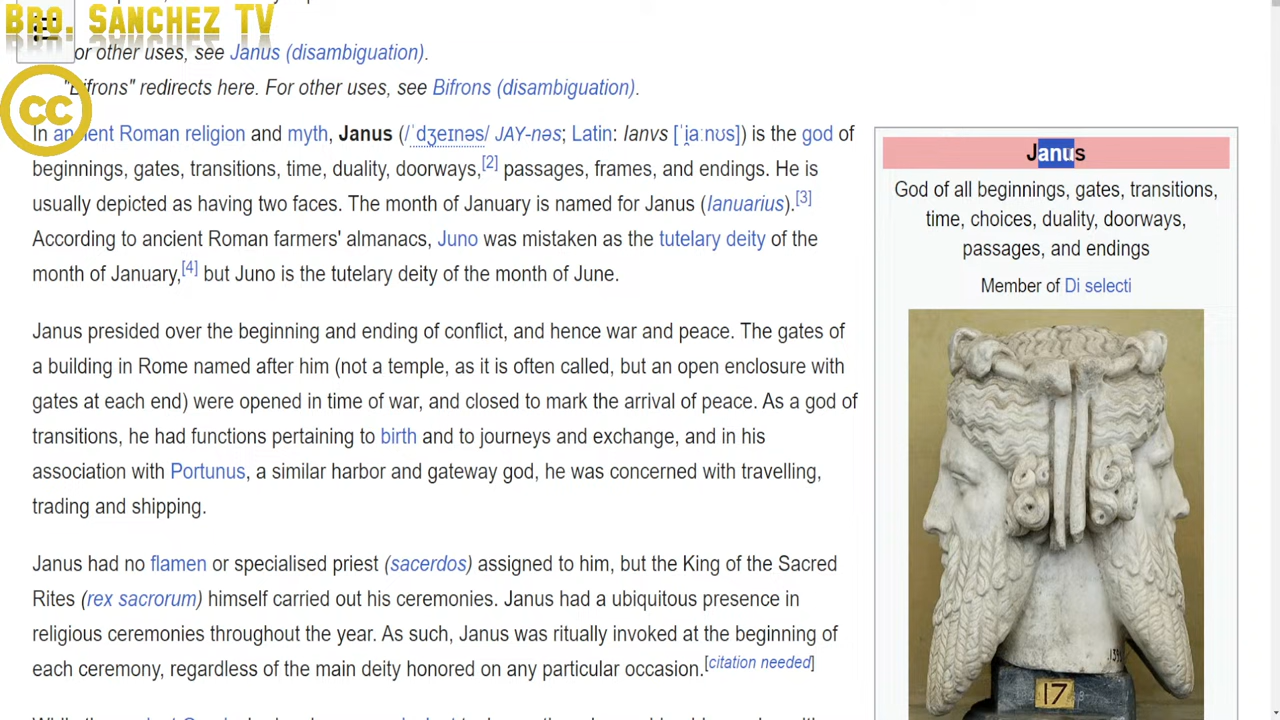 BRO. SANCHEZ TV
or other uses, see Janus (disambiguation).
"Bifrons" redirects here. For other uses, see Bifrons (disambiguation).
CC
In ancient Roman religion and myth, Janus (/ˈdʒeɪnəs/ JAY-nəs; Latin: Ianvs [ˈi̯aːnʊs]) is the god of
beginnings, gates, transitions, time, duality, doorways,[2] passages, frames, and endings. He is
usually depicted as having two faces. The month of January is named for Janus (Ianuarius).[3]
According to ancient Roman farmers' almanacs, Juno was mistaken as the tutelary deity of the
month of January,[4] but Juno is the tutelary deity of the month of June.
Janus presided over the beginning and ending of conflict, and hence war and peace. The gates of
a building in Rome named after him (not a temple, as it is often called, but an open enclosure with
gates at each end) were opened in time of war, and closed to mark the arrival of peace. As a god of
transitions, he had functions pertaining to birth and to journeys and exchange, and in his
association with Portunus, a similar harbor and gateway god, he was concerned with travelling,
trading and shipping.
Janus had no flamen or specialised priest (sacerdos) assigned to him, but the King of the Sacred
Rites (rex sacrorum) himself carried out his ceremonies. Janus had a ubiquitous presence in
religious ceremonies throughout the year. As such, Janus was ritually invoked at the beginning of
each ceremony, regardless of the main deity honored on any particular occasion.[citation needed]
Janus
God of all beginnings, gates, transitions,
time, choices, duality, doorways,
passages, and endings
Member of Di selecti
17